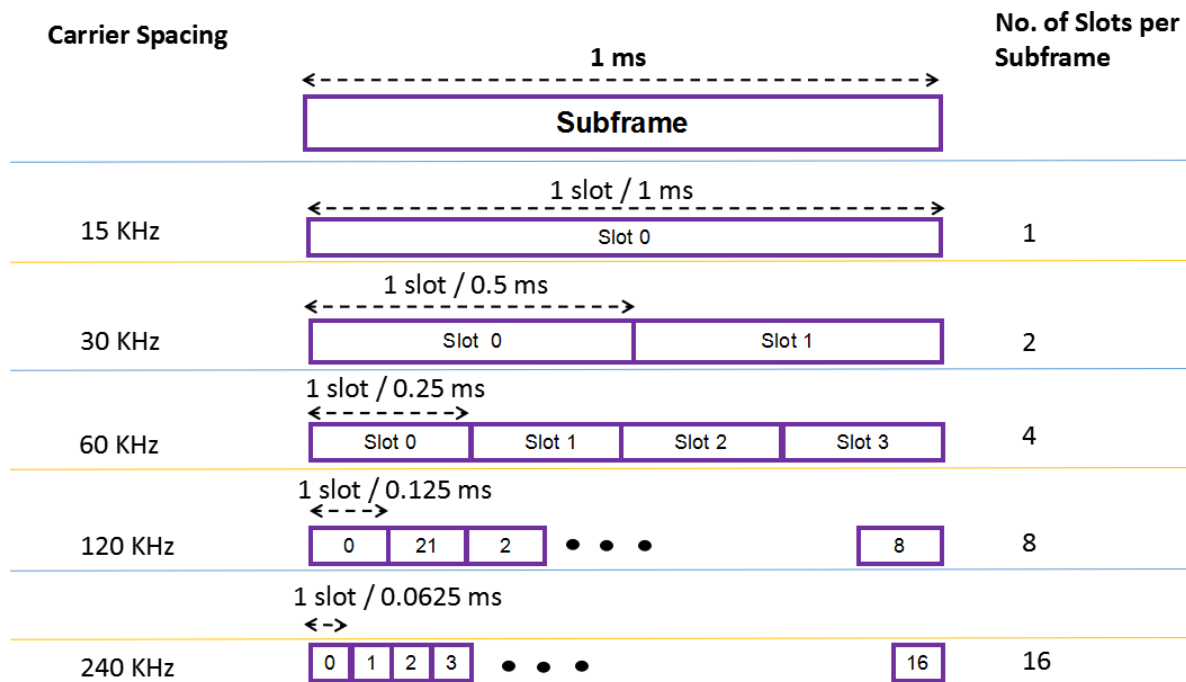 Carrier Spacing
No. of Slots per
Subframe
1 ms
Subframe
1 slot / 1 ms
15 KHz
Slot 0
1
1 slot / 0.5 ms
30 KHz
Slot 0
Slot 1
2
1 slot / 0.25 ms
60 KHz
Slot 0
Slot 1
Slot 2
Slot 3
4
1 slot / 0.125 ms
120 KHz
0
21
2
8
8
1 slot / 0.0625 ms
240 KHz
0
1
2
3
16
16